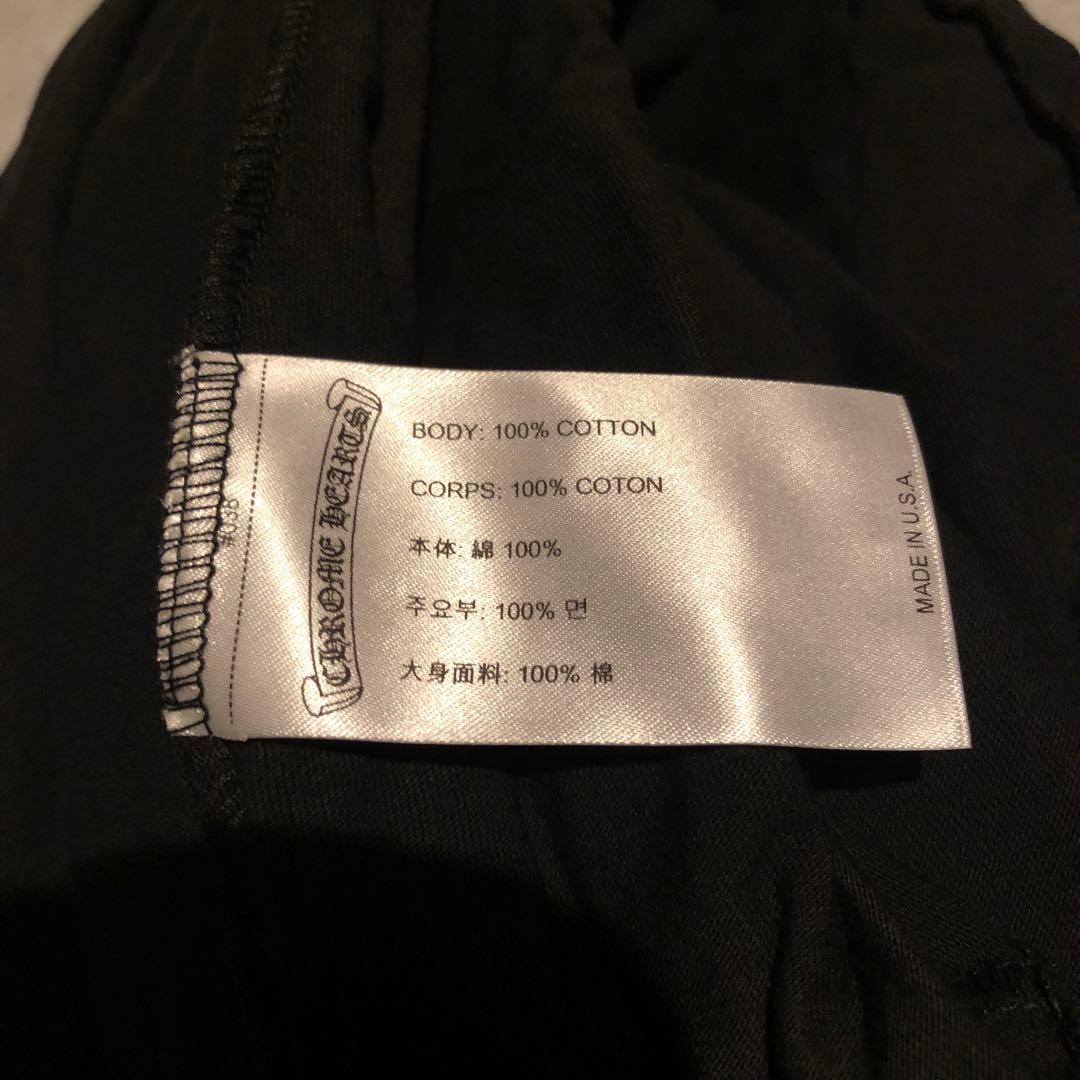 #038
CHROME HEARTS
BODY: 100% COTTON
CORPS: 100% COTON
本体: 綿 100%
주요부: 100% 면
大身面料: 100% 棉
MADE IN U.S.A.